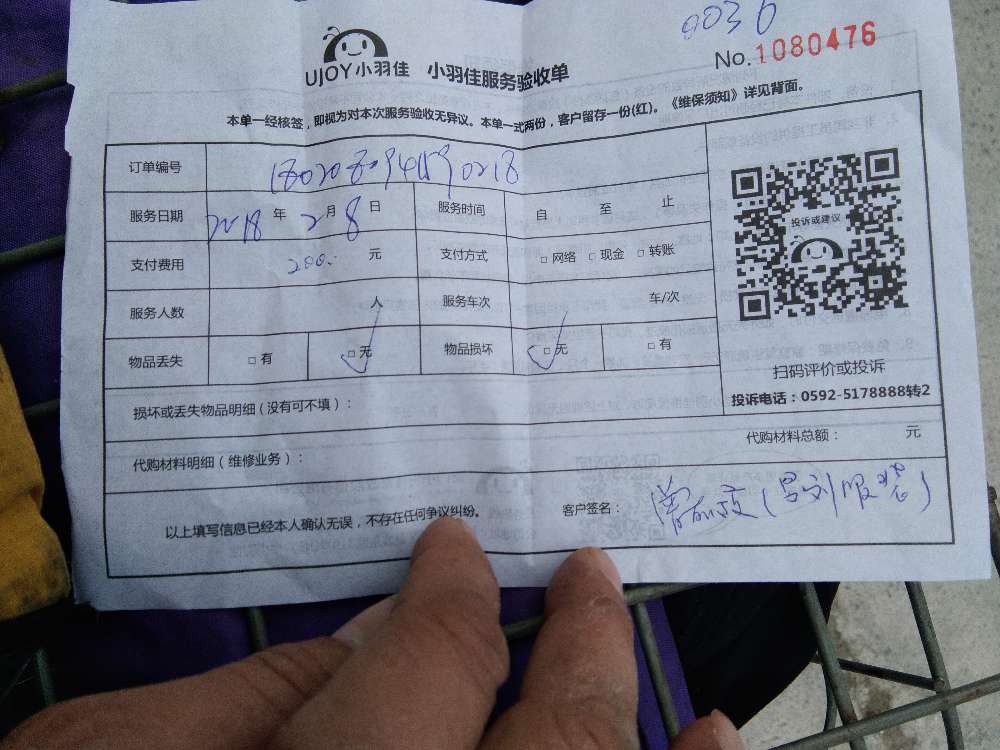 0036
No.1080476
UJOY小羽佳 小羽佳服务验收单
本单一经核签，即视为对本次服务验收无异议。本单一式两份，客户留存一份(红)。《维保须知》详见背面。
订单编号
服务日期 2018 年 2 月 8 日 服务时间 自 至 止
支付费用 200. 元 支付方式 □ 网络 □ 现金 □ 转账
服务人数 人 服务车次 车/次
物品丢失 □ 有 □ 无 物品损坏 □ 无 □ 有
投诉或建议
扫码评价或投诉
投诉电话：0592-5178888转2
损坏或丢失物品明细（没有可不填）：
代购材料明细（维修业务）： 代购材料总额： 元
以上填写信息已经本人确认无误，不存在任何争议纠纷。 客户签名：